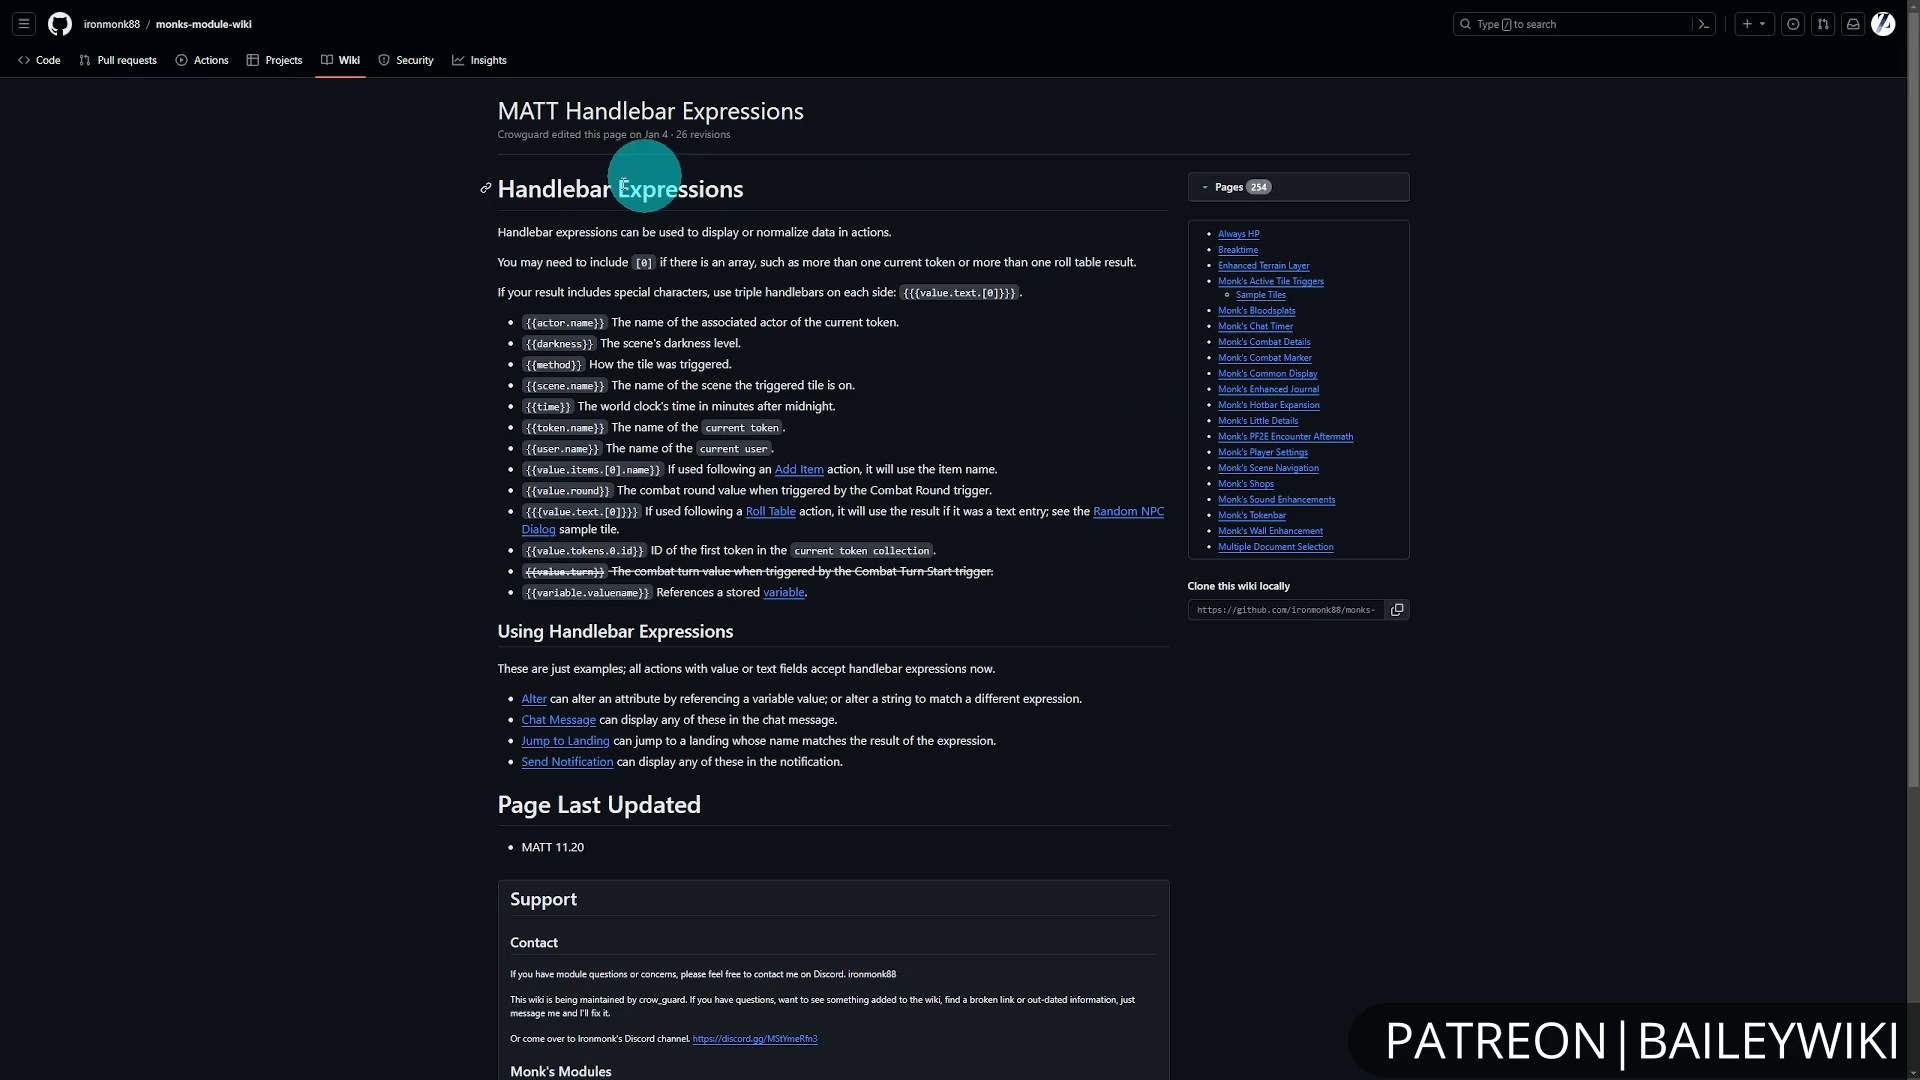 ironmonk88 / monks-module-wiki
Type / to search
Code
Pull requests
Actions
Projects
Wiki
Security
Insights
MATT Handlebar Expressions
Crowguard edited this page on Jan 4 · 26 revisions
Handlebar Expressions
Handlebar expressions can be used to display or normalize data in actions.
You may need to include [0] if there is an array, such as more than one current token or more than one roll table result.
If your result includes special characters, use triple handlebars on each side: {{{value.text.[0]}}}.
{{actor.name}} The name of the associated actor of the current token.
{{darkness}} The scene's darkness level.
{{method}} How the tile was triggered.
{{scene.name}} The name of the scene the triggered tile is on.
{{time}} The world clock's time in minutes after midnight.
{{token.name}} The name of the current token.
{{user.name}} The name of the current user.
{{value.items.[0].name}} If used following an Add Item action, it will use the item name.
{{value.round}} The combat round value when triggered by the Combat Round trigger.
{{{value.text.[0]}}} If used following a Roll Table action, it will use the result if it was a text entry; see the Random NPC
Dialog sample tile.
{{value.tokens.0.id}} ID of the first token in the current token collection.
{{value.turn}} The combat turn value when triggered by the Combat Turn Start trigger.
{{variable.valuename}} References a stored variable.
Using Handlebar Expressions
These are just examples; all actions with value or text fields accept handlebar expressions now.
Alter can alter an attribute by referencing a variable value; or alter a string to match a different expression.
Chat Message can display any of these in the chat message.
Jump to Landing can jump to a landing whose name matches the result of the expression.
Send Notification can display any of these in the notification.
Page Last Updated
MATT 11.20
Support
Contact
If you have module questions or concerns, please feel free to contact me on Discord. ironmonk88
This wiki is being maintained by crow_guard. If you have questions, want to see something added to the wiki, find a broken link or out-dated information, just
message me and I'll fix it.
Or come over to Ironmonk's Discord channel. https://discord.gg/MStYmeRfn3
Monk's Modules
Pages 254
Always HP
Breaktime
Enhanced Terrain Layer
Monk's Active Tile Triggers
Sample Tiles
Monk's Bloodsplats
Monk's Chat Timer
Monk's Combat Details
Monk's Combat Marker
Monk's Common Display
Monk's Enhanced Journal
Monk's Hotbar Expansion
Monk's Little Details
Monk's PF2E Encounter Aftermath
Monk's Player Settings
Monk's Scene Navigation
Monk's Shops
Monk's Sound Enhancements
Monk's Tokenbar
Monk's Wall Enhancement
Multiple Document Selection
Clone this wiki locally
https://github.com/ironmonk88/monks-
PATREON|BAILEYWIKI